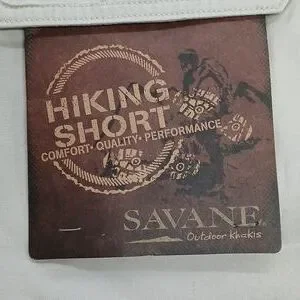 HIKING
SHORT
COMFORT • QUALITY • PERFORMANCE
SAVANE®
Outdoor Khakis